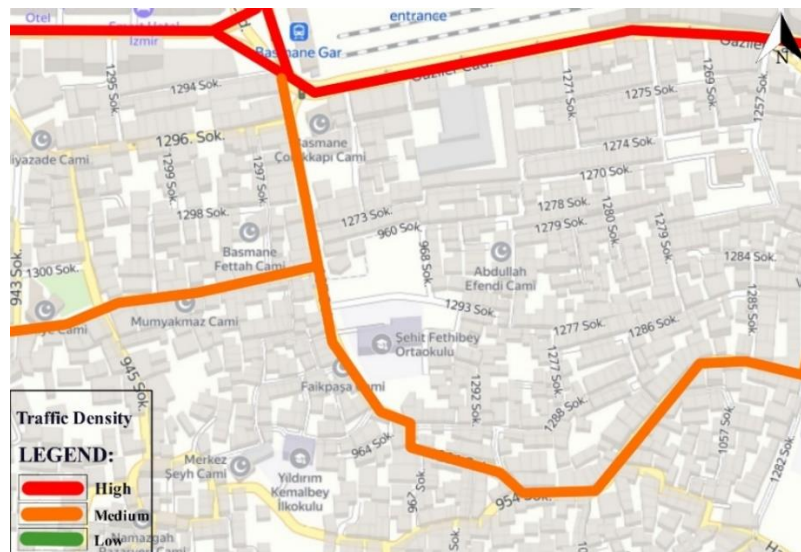 Otel
İzmir
entrance
Basmane Gar
N
1295 Sok.
1294 Sok.
1296. Sok.
Basmane
Çorakkapı Cami
1271 Sok.
1269 Sok.
1275 Sok.
1257 Sok.
1274 Sok.
1270 Sok.
1299 Sok.
1297 Sok.
1298 Sok.
1273 Sok.
960 Sok.
968 Sok.
1278 Sok.
1279 Sok.
1280 Sok.
1279 Sok.
Basmane
Fettah Cami
Abdullah
Efendi Cami
1284 Sok.
1285 Sok.
943 Sok.
1300 Sok.
Mumyakmaz Cami
1293 Sok.
Şehit Fethibey
Ortaokulu
1277 Sok.
1286 Sok.
1277 Sok.
945 Sok.
Faikpaşa Cami
1292 Sok.
1288 Sok.
1057 Sok.
1282 Sok.
964 Sok.
Merkez
Şeyh Cami
Yıldırım
Kemalbey
İlkokulu
962 Sok.
954 Sok.
Traffic Density
LEGEND:
High
Medium
Low
Namazgah